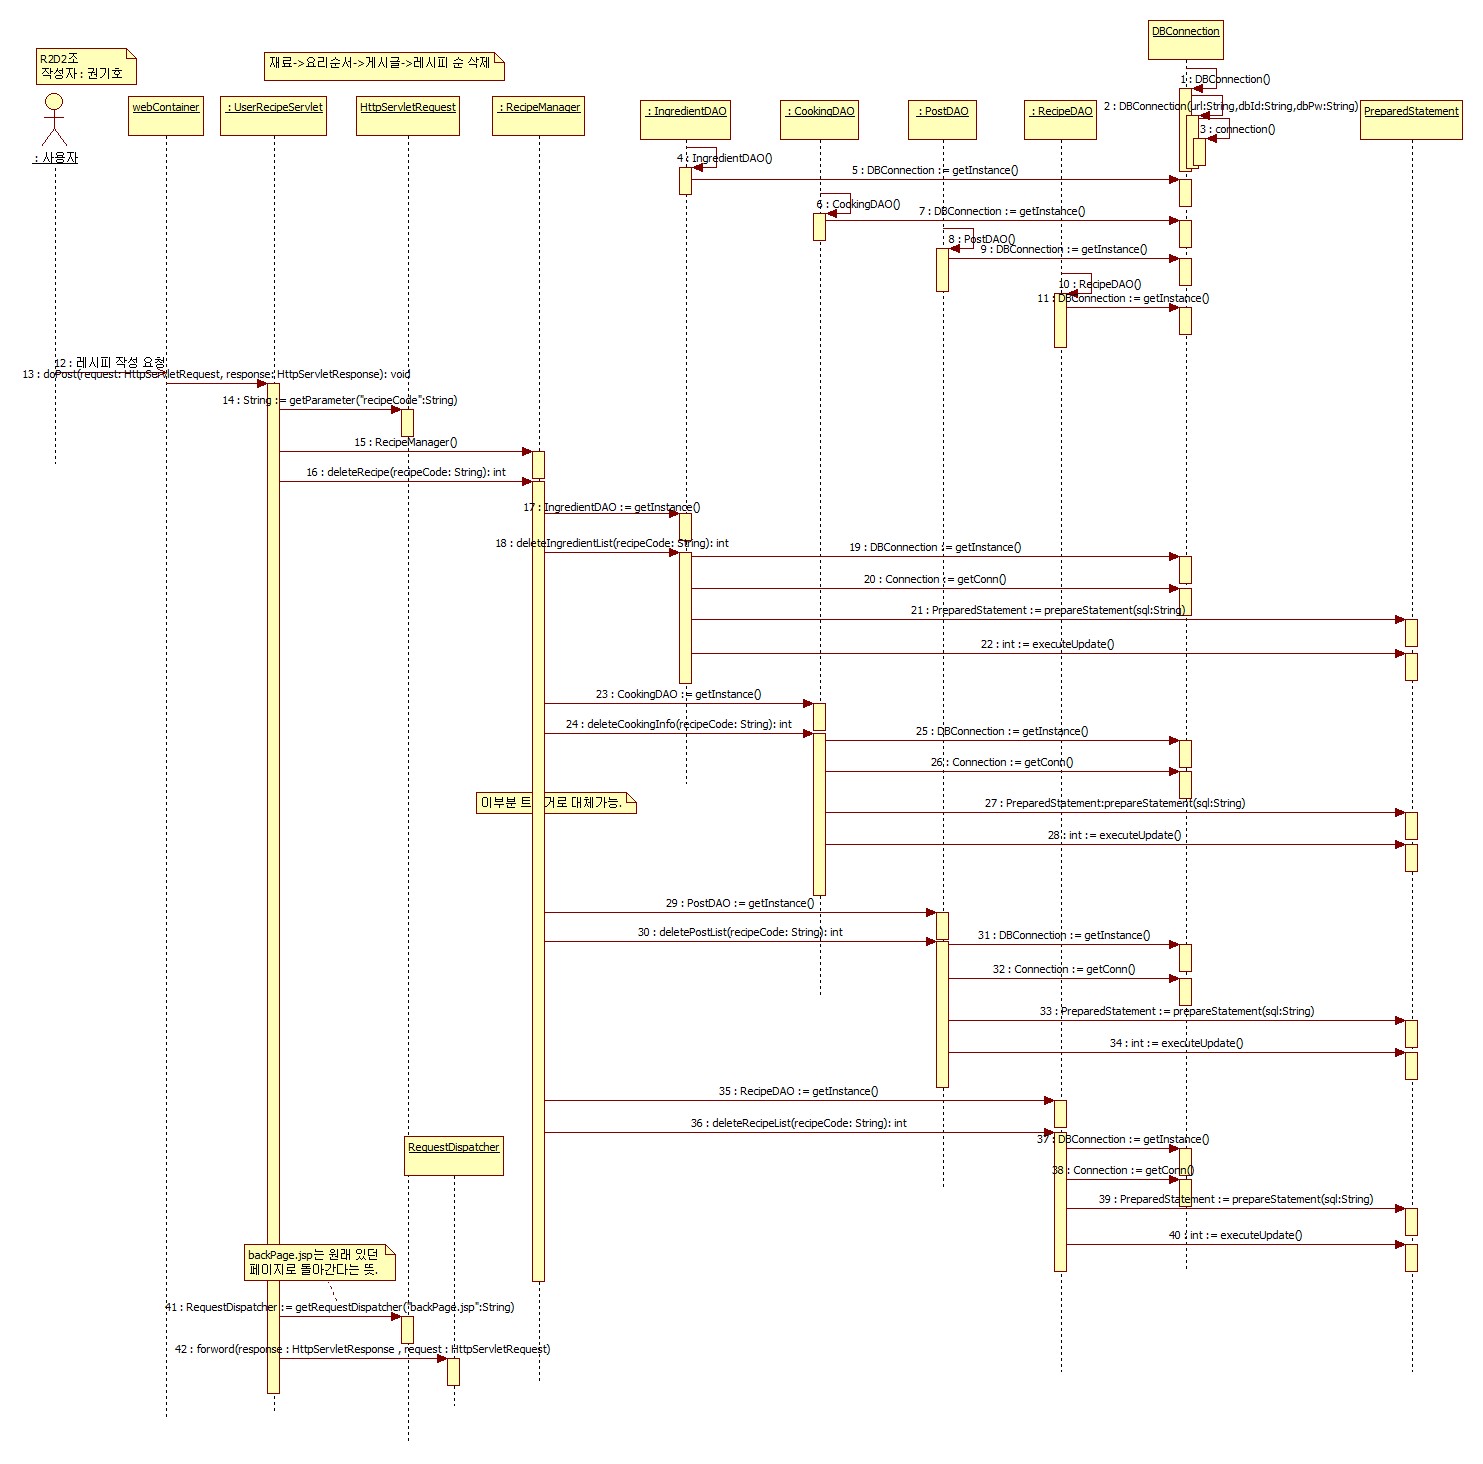 DBConnection
R2D2조
작성자 : 권기호
재료->요리순서->게시글->레시피 순 삭제
webContainer
: UserRecipeServlet
HttpServletRequest
: RecipeManager
: IngredientDAO
: CookingDAO
: PostDAO
: RecipeDAO
PreparedStatement
: 사용자
1 : DBConnection()
2 : DBConnection(url:String,dbId:String,dbPw:String)
3 : connection()
4 : IngredientDAO()
5 : DBConnection := getInstance()
6 : CookingDAO()
7 : DBConnection := getInstance()
8 : PostDAO()
9 : DBConnection := getInstance()
10 : RecipeDAO()
11 : DBConnection := getInstance()
12 : 레시피 작성 요청
13 : doPost(request: HttpServletRequest, response: HttpServletResponse): void
14 : String := getParameter("recipeCode":String)
15 : RecipeManager()
16 : deleteRecipe(recipeCode: String): int
17 : IngredientDAO := getInstance()
18 : deleteIngredientList(recipeCode: String): int
19 : DBConnection := getInstance()
20 : Connection := getConn()
21 : PreparedStatement := prepareStatement(sql:String)
22 : int := executeUpdate()
23 : CookingDAO := getInstance()
24 : deleteCookingInfo(recipeCode: String): int
25 : DBConnection := getInstance()
26 : Connection := getConn()
이부분 트리거로 대체가능.
27 : PreparedStatement:prepareStatement(sql:String)
28 : int := executeUpdate()
29 : PostDAO := getInstance()
30 : deletePostList(recipeCode: String): int
31 : DBConnection := getInstance()
32 : Connection := getConn()
33 : PreparedStatement := prepareStatement(sql:String)
34 : int := executeUpdate()
35 : RecipeDAO := getInstance()
36 : deleteRecipeList(recipeCode: String): int
37 : DBConnection := getInstance()
RequestDispatcher
38 : Connection := getConn()
39 : PreparedStatement := prepareStatement(sql:String)
40 : int := executeUpdate()
backPage.jsp는 원래 있던
페이지로 돌아간다는 뜻.
41 : RequestDispatcher := getRequestDispatcher("backPage.jsp":String)
42 : forword(response : HttpServletResponse , request : HttpServletRequest)